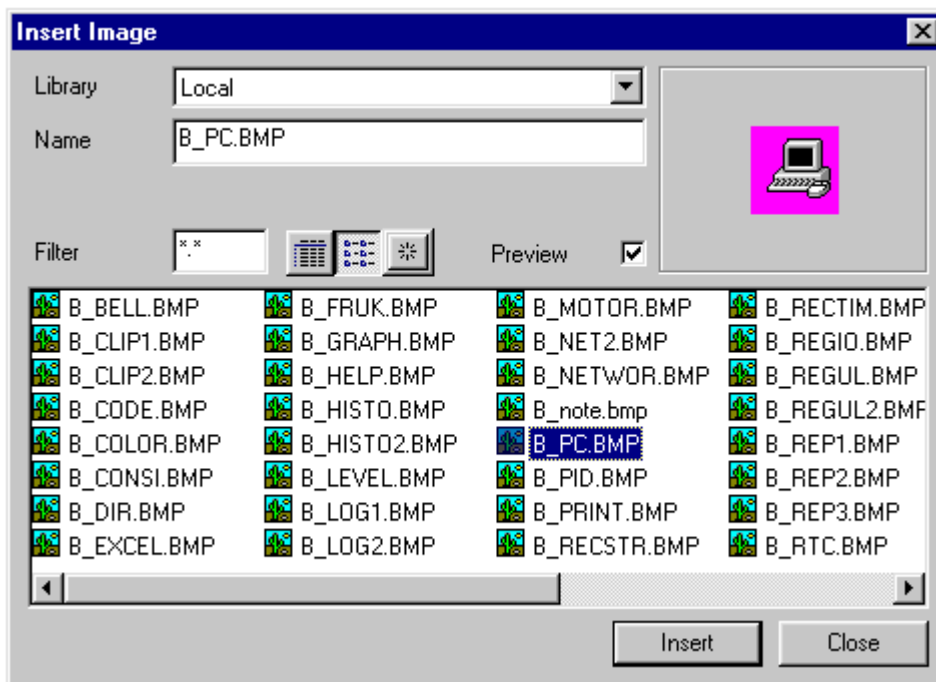 Insert Image
Library Local
Name B_PC.BMP
Filter *.* Preview
B_BELL.BMP B_FRUK.BMP B_MOTOR.BMP B_RECTIM.BMP
B_CLIP1.BMP B_GRAPH.BMP B_NET2.BMP B_REGIO.BMP
B_CLIP2.BMP B_HELP.BMP B_NETWOR.BMP B_REGUL.BMP
B_CODE.BMP B_HISTO.BMP B_note.bmp B_REGUL2.BMF
B_COLOR.BMP B_HISTO2.BMP B_PC.BMP B_REP1.BMP
B_CONSI.BMP B_LEVEL.BMP B_PID.BMP B_REP2.BMP
B_DIR.BMP B_LOG1.BMP B_PRINT.BMP B_REP3.BMP
B_EXCEL.BMP B_LOG2.BMP B_RECSTR.BMP B_RTC.BMP
Insert Close